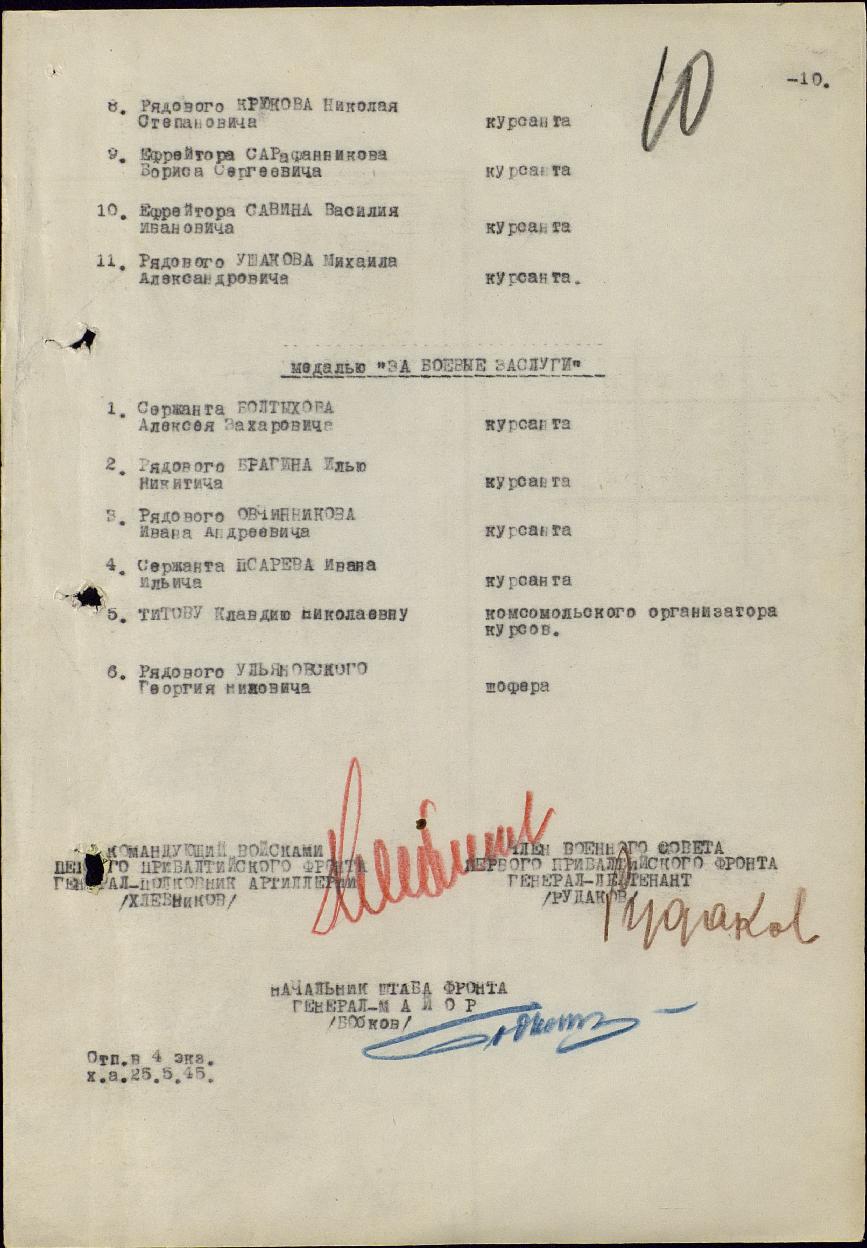 10
-10.
8. Рядового КРЮКОВА Николая
Степановича курсанта
9. Ефрейтора САРафанникова
Бориса Сергеевича курсанта
10. Ефрейтора САВИНА Василия
Ивановича курсанта
11. Рядового УШАКОВА Михаила
Александровича курсанта.
медалью "ЗА БОЕВЫЕ ЗАСЛУГИ"
1. Сержанта БОЛТЫХОВА
Алексея Захаровича курсанта
2. Рядового БРАГИНА Илью
Никитича курсанта
3. Рядового ОВЧИННИКОВА
Ивана Андреевича курсанта
4. Сержанта ПСАРЕВА Ивана
Ильича курсанта
5. ТИТОВУ Клавдию Николаевну комсомольского организатора
курсов.
6. Рядового УЛЬЯНОВСКОГО
Георгия шофера
КОМАНДУЮЩИЙ ВОЙСКАМИ
ПЕРВОГО ПРИБАЛТИЙСКОГО ФРОНТА
ГЕНЕРАЛ-ПОЛКОВНИК АРТИЛЛЕРИИ
/ХЛЕБНИКОВ/
ЧЛЕН ВОЕННОГО СОВЕТА
ПЕРВОГО ПРИБАЛТИЙСКОГО ФРОНТА
ГЕНЕРАЛ-ЛЕЙТЕНАНТ
/РУДАКОВ/
Рудаков
НАЧАЛЬНИК ШТАБА ФРОНТА
ГЕНЕРАЛ-М А Й О Р
/БОбков/
Отп.в 4 экз.
х.а.25.5.45.